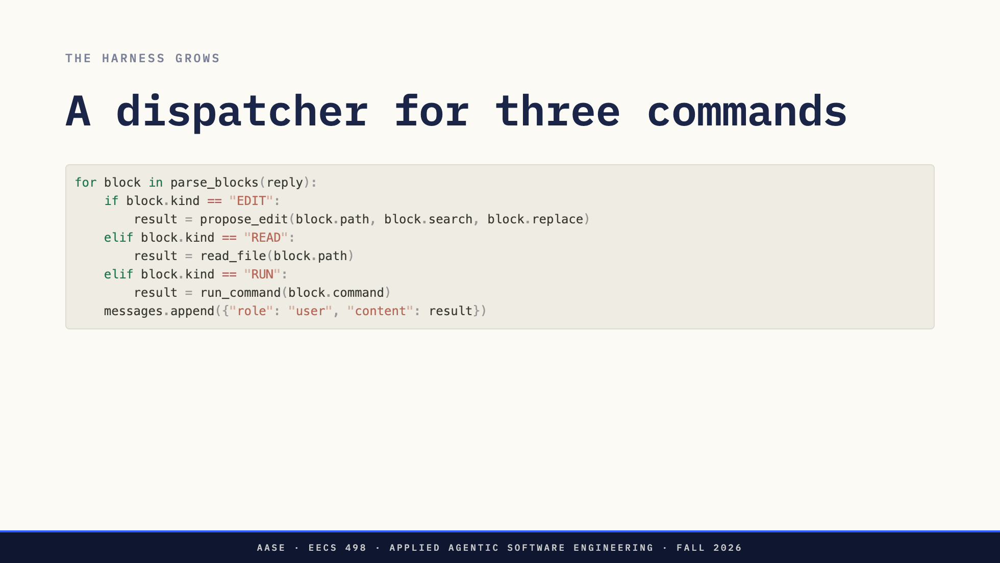 THE HARNESS GROWS
A dispatcher for three commands
for block in parse_blocks(reply):
    if block.kind == "EDIT":
        result = propose_edit(block.path, block.search, block.replace)
    elif block.kind == "READ":
        result = read_file(block.path)
    elif block.kind == "RUN":
        result = run_command(block.command)
    messages.append({"role": "user", "content": result})
AASE · EECS 498 · APPLIED AGENTIC SOFTWARE ENGINEERING · FALL 2026